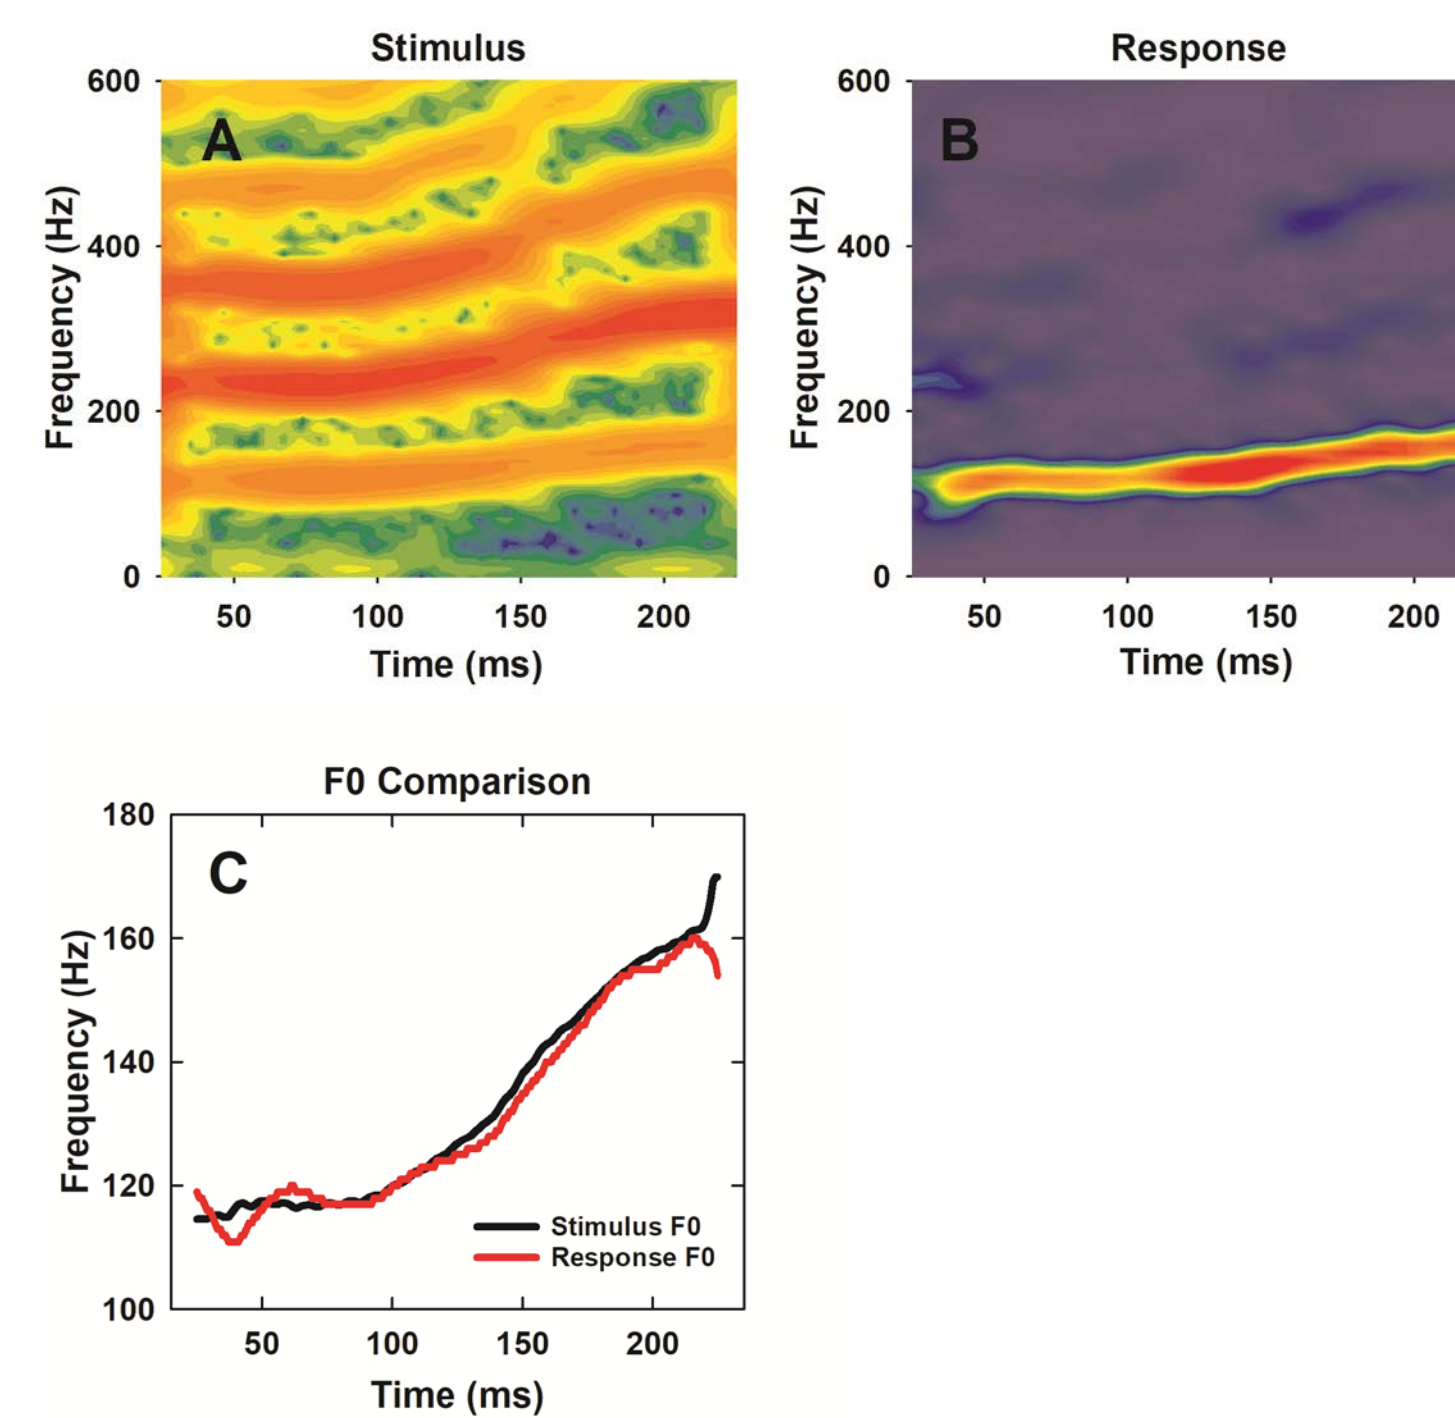 Stimulus
600
400
200
0
Frequency (Hz)
A
50 100 150 200
Time (ms)
Response
600
400
200
0
Frequency (Hz)
B
50 100 150 200
Time (ms)
F0 Comparison
180
160
140
120
100
Frequency (Hz)
C
Stimulus F0
Response F0
50 100 150 200
Time (ms)